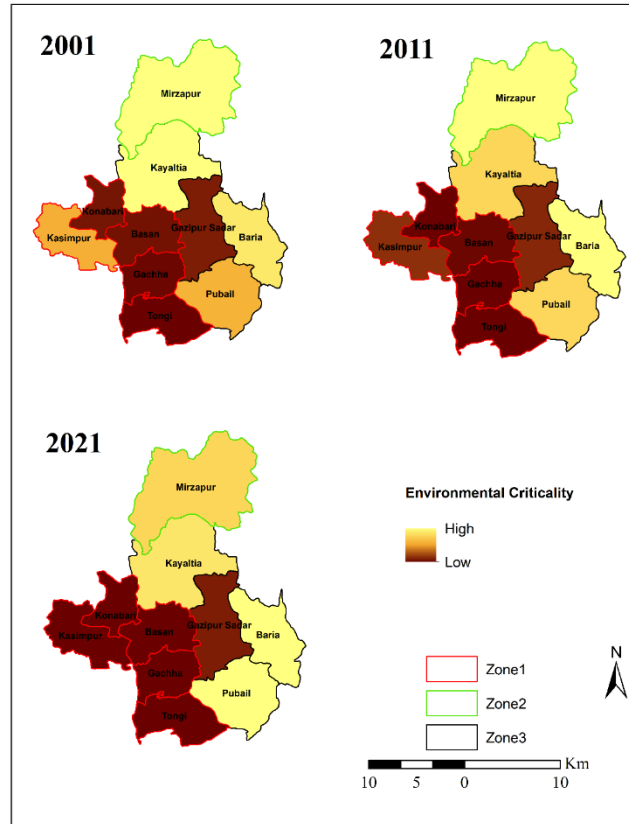 2001
Mirzapur
Kayaltia
Konabari
Kasimpur
Basan
Gazipur Sadar
Baria
Gachha
Pubail
Tongi
2011
Mirzapur
Kayaltia
Konabari
Kasimpur
Basan
Gazipur Sadar
Baria
Gachha
Pubail
Tongi
2021
Mirzapur
Kayaltia
Konabari
Kasimpur
Basan
Gazipur Sadar
Baria
Gachha
Pubail
Tongi
Environmental Criticality
High
Low
Zone1
Zone2
Zone3
N
Km
10 5 0 10